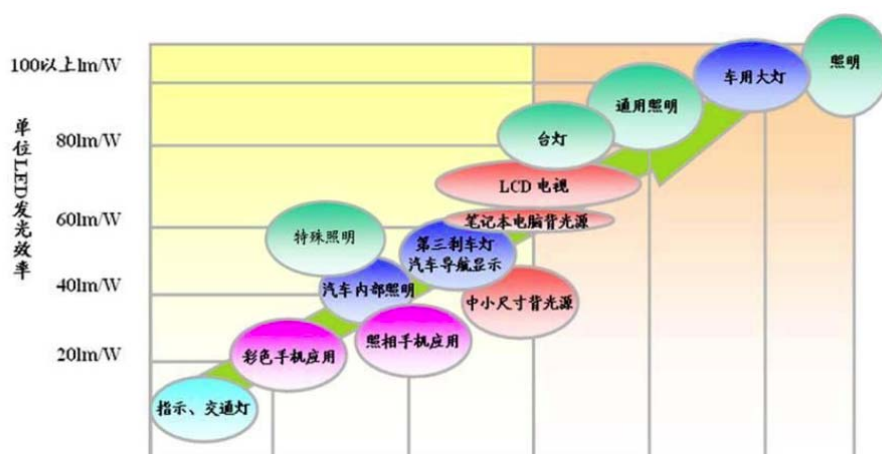 单位LED发光效率
100以上lm/W
80lm/W
60lm/W
40lm/W
20lm/W
照明
车用大灯
通用照明
台灯
LCD 电视
笔记本电脑背光源
特殊照明
第三刹车灯
汽车导航显示
汽车内部照明
中小尺寸背光源
彩色手机应用
照相手机应用
指示、交通灯